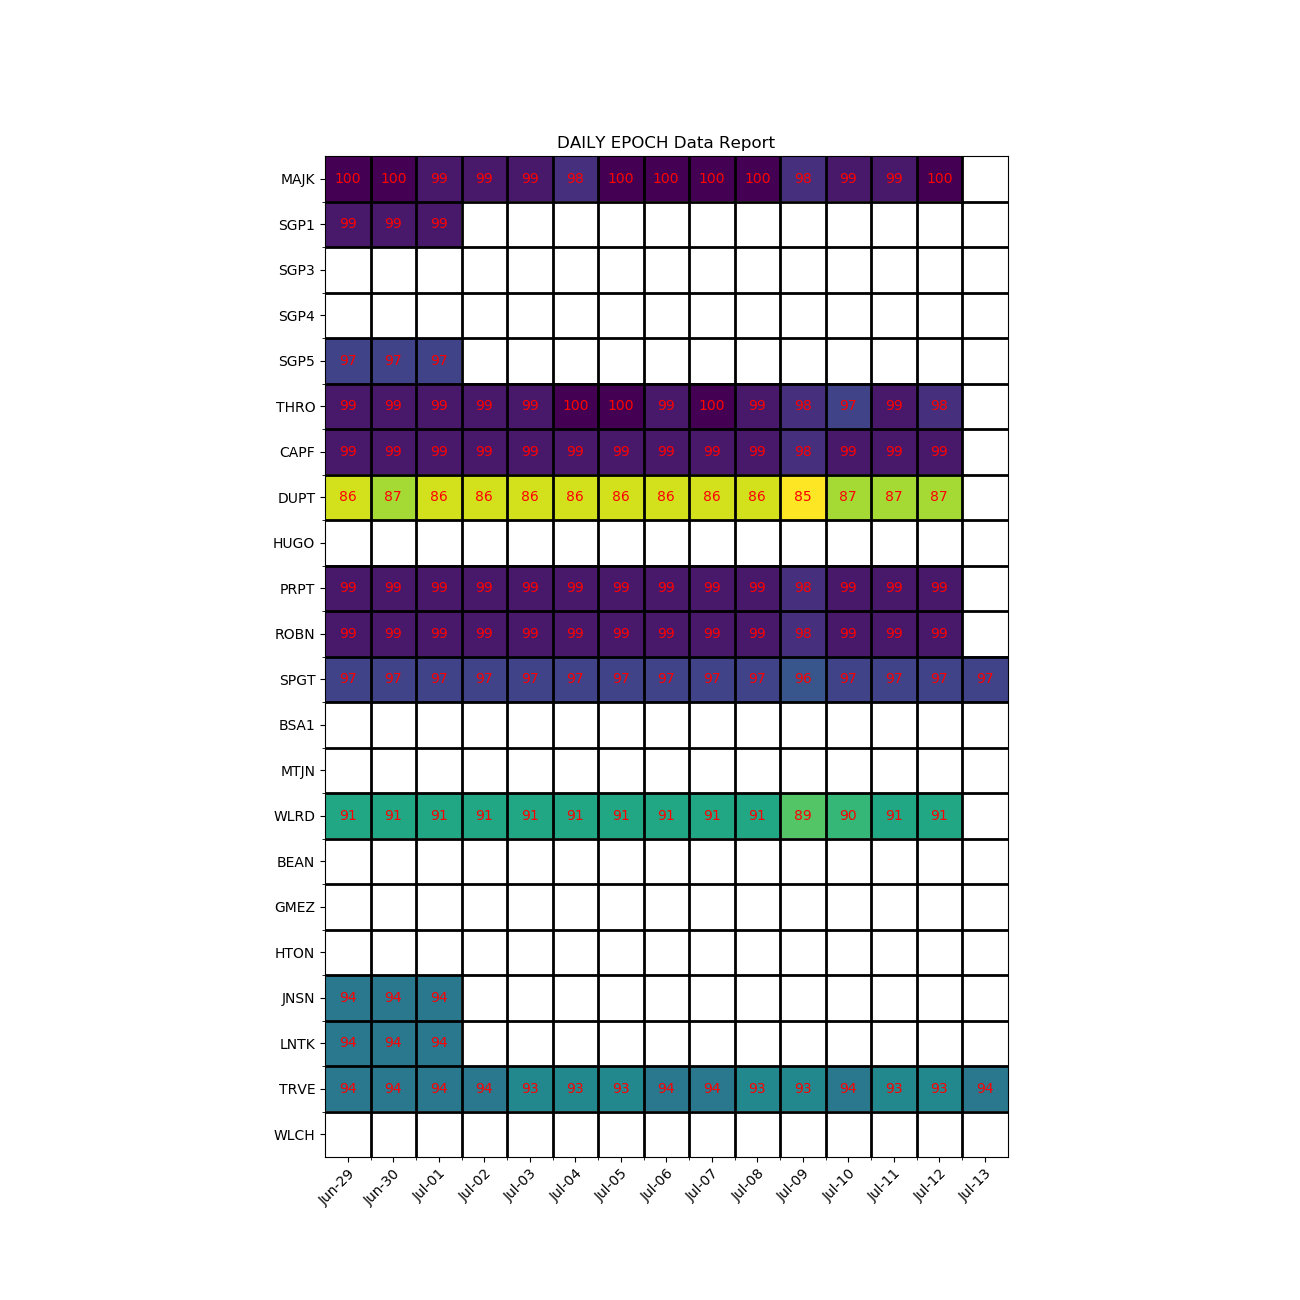 DAILY EPOCH Data Report
MAJK 100 100 99 99 99 98 100 100 100 100 98 99 99 100
SGP1 99 99 99
SGP3
SGP4
SGP5 97 97 97
THRO 99 99 99 99 99 100 100 99 100 99 98 97 99 98
CAPF 99 99 99 99 99 99 99 99 99 99 98 99 99 99
DUPT 86 87 86 86 86 86 86 86 86 86 85 87 87 87
HUGO
PRPT 99 99 99 99 99 99 99 99 99 99 98 99 99 99
ROBN 99 99 99 99 99 99 99 99 99 99 98 99 99 99
SPGT 97 97 97 97 97 97 97 97 97 97 96 97 97 97 97
BSA1
MTJN
WLRD 91 91 91 91 91 91 91 91 91 91 89 90 91 91
BEAN
GMEZ
HTON
JNSN 94 94 94
LNTK 94 94 94
TRVE 94 94 94 94 93 93 93 94 94 93 93 94 93 93 94
WLCH
Jun-29 Jun-30 Jul-01 Jul-02 Jul-03 Jul-04 Jul-05 Jul-06 Jul-07 Jul-08 Jul-09 Jul-10 Jul-11 Jul-12 Jul-13